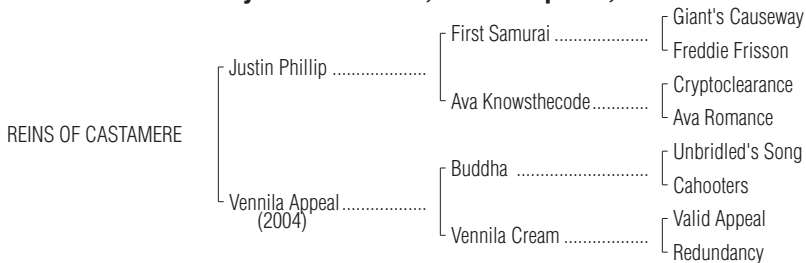 Giant's Causeway
First Samurai ....................
Freddie Frisson
Justin Phillip ....................
Cryptoclearance
Ava Knowsthecode............
Ava Romance
REINS OF CASTAMERE
Unbridled's Song
Buddha ............................
Cahooters
Vennila Appeal..................
(2004)
Valid Appeal
Vennila Cream ..................
Redundancy